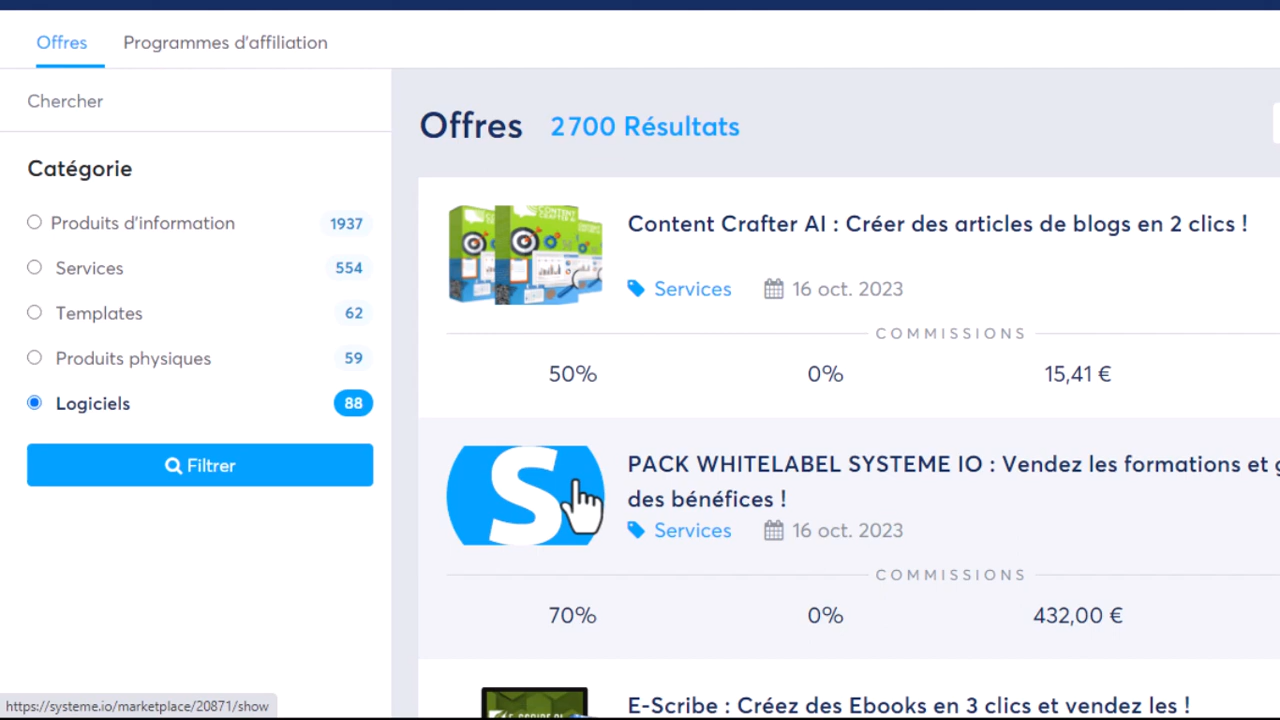 Offres Programmes d'affiliation
Chercher
Catégorie
Produits d'information 1937
Services 554
Templates 62
Produits physiques 59
Logiciels 88
Filtrer
Offres 2700 Résultats
Content Crafter AI : Créer des articles de blogs en 2 clics !
Services 16 oct. 2023
COMMISSIONS
50% 0% 15,41 €
PACK WHITELABEL SYSTEME IO : Vendez les formations et
des bénéfices !
Services 16 oct. 2023
COMMISSIONS
70% 0% 432,00 €
E-Scribe : Créez des Ebooks en 3 clics et vendez les !
https://systeme.io/marketplace/20871/show